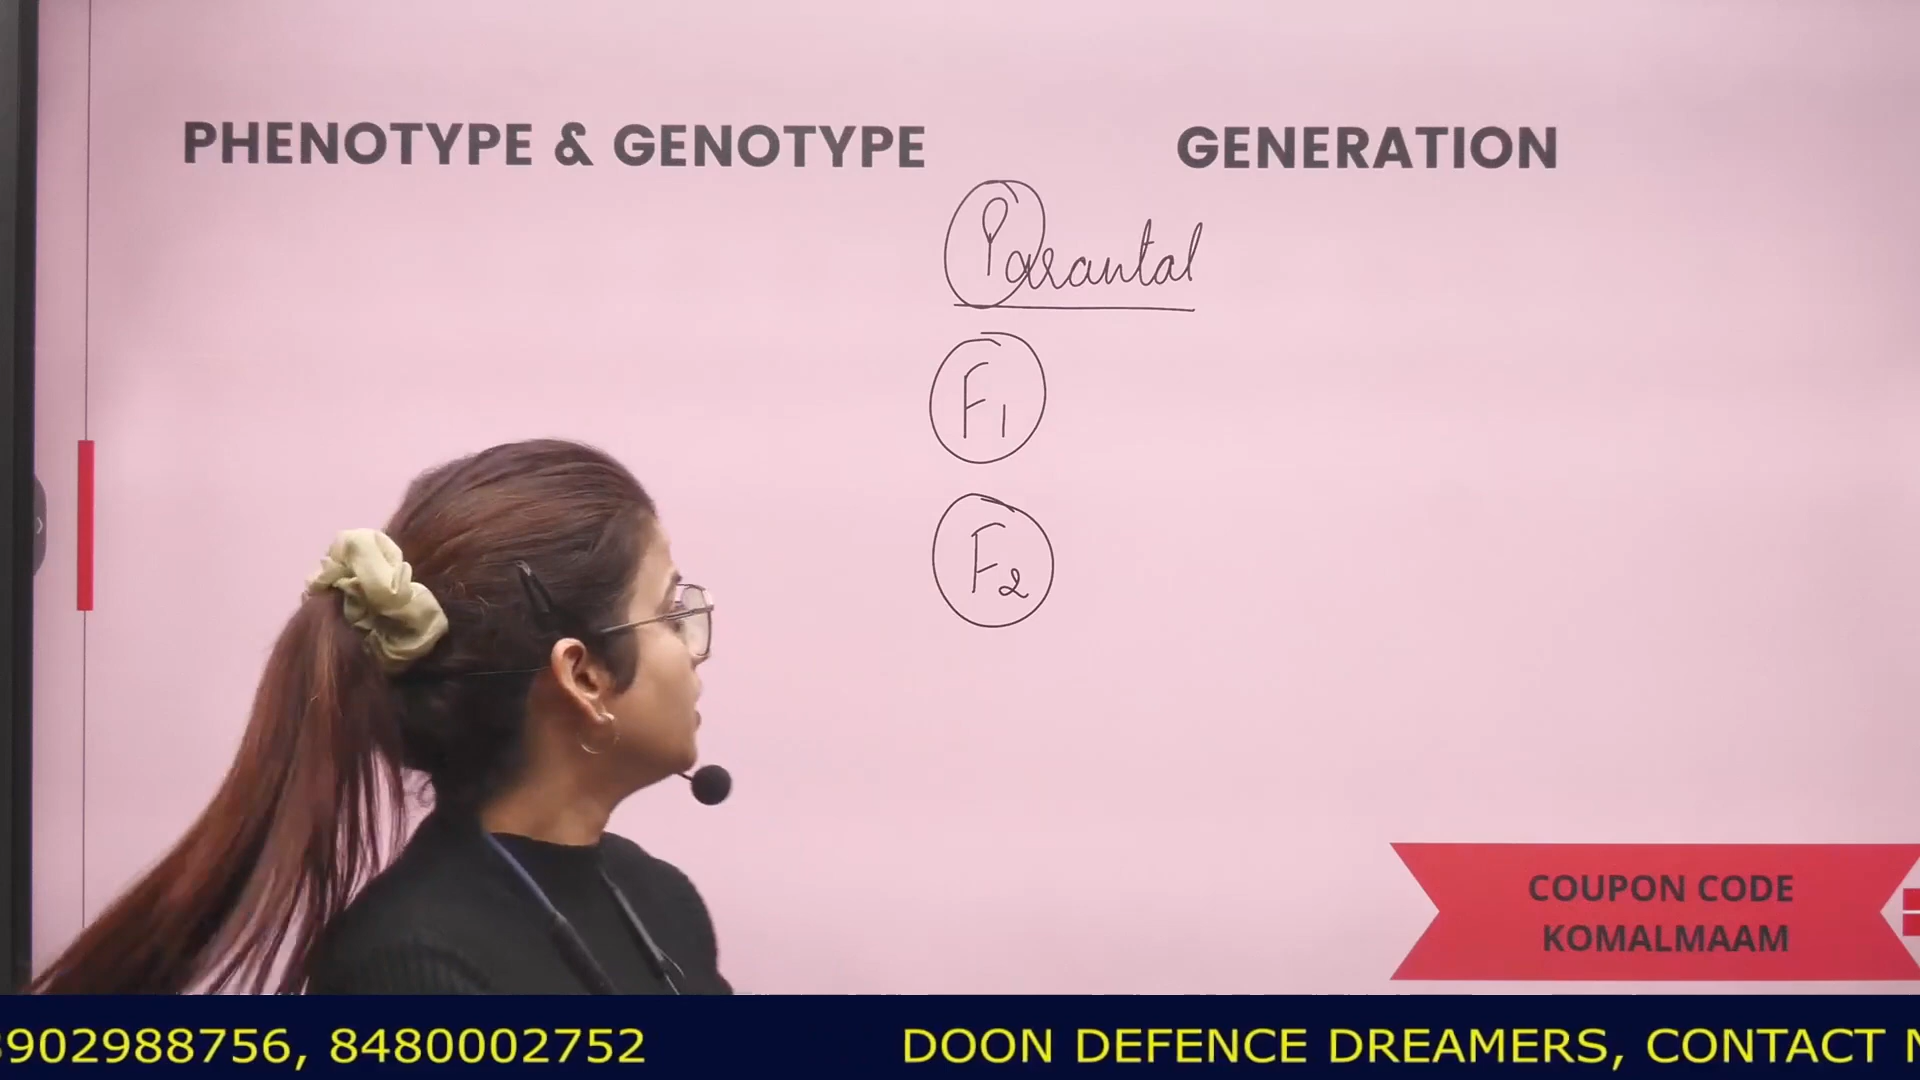 PHENOTYPE & GENOTYPE
GENERATION
Parantal
F1
F2
COUPON CODE
KOMALMAAM
902988756, 8480002752
DOON DEFENCE DREAMERS, CONTACT